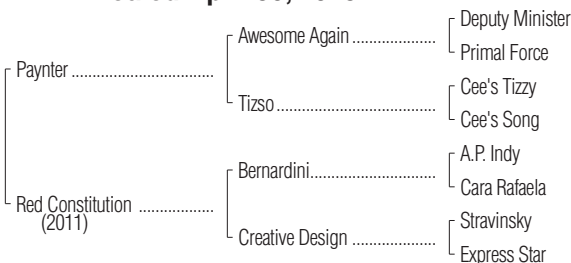 Deputy Minister
Awesome Again ....................
Primal Force
Paynter ..................................
Cee's Tizzy
Tizso ......................................
Cee's Song
A.P. Indy
Bernardini..............................
Cara Rafaela
Red Constitution ..................
(2011)
Stravinsky
Creative Design ....................
Express Star